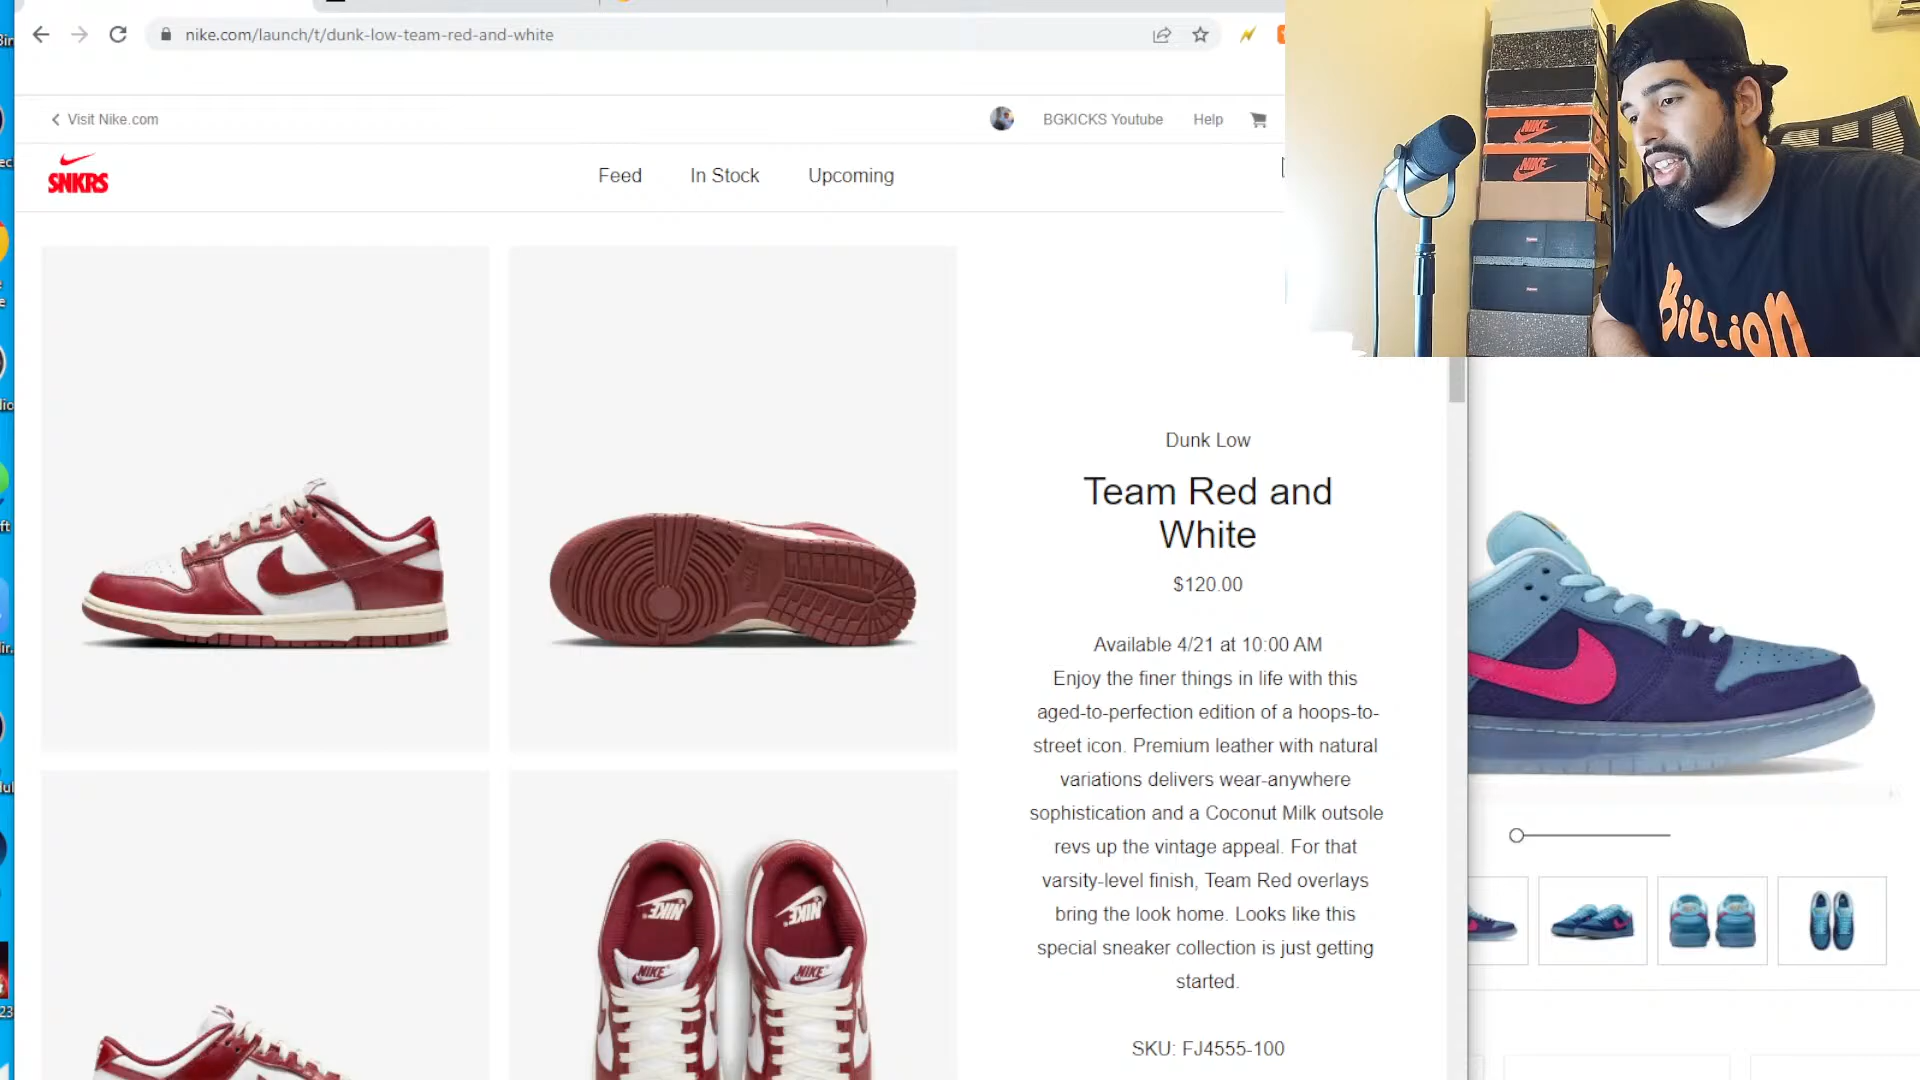 nike.com/launch/t/dunk-low-team-red-and-white
Visit Nike.com
BGKICKS Youtube
Help
SNKRS
Feed
In Stock
Upcoming
Dunk Low
Team Red and
White
$120.00
Available 4/21 at 10:00 AM
Enjoy the finer things in life with this
aged-to-perfection edition of a hoops-to-
street icon. Premium leather with natural
variations delivers wear-anywhere
sophistication and a Coconut Milk outsole
revs up the vintage appeal. For that
varsity-level finish, Team Red overlays
bring the look home. Looks like this
special sneaker collection is just getting
started.
SKU: FJ4555-100
NIKE
NIKE
NIKE
NIKE
NIKE
NIKE
BiLLioN